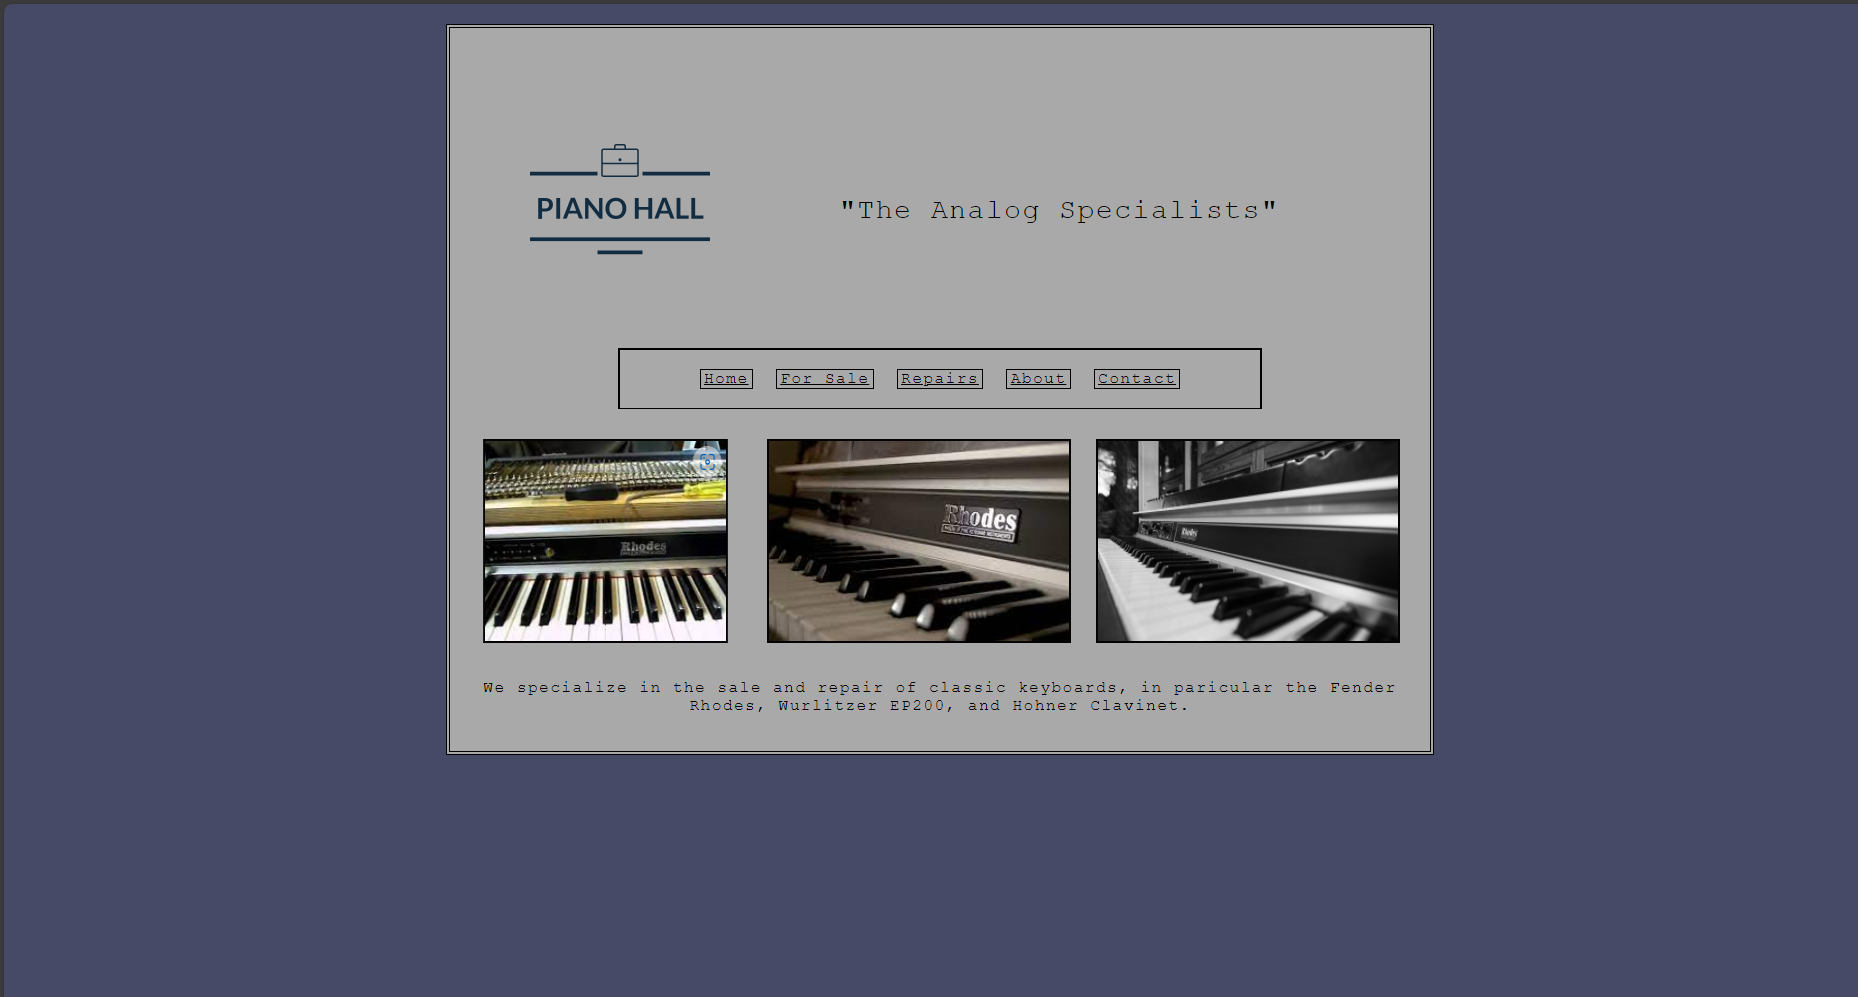 PIANO HALL
"The Analog Specialists"
Home For Sale Repairs About Contact
Rhodes
Rhodes
Rhodes
We specialize in the sale and repair of classic keyboards, in paricular the Fender
Rhodes, Wurlitzer EP200, and Hohner Clavinet.